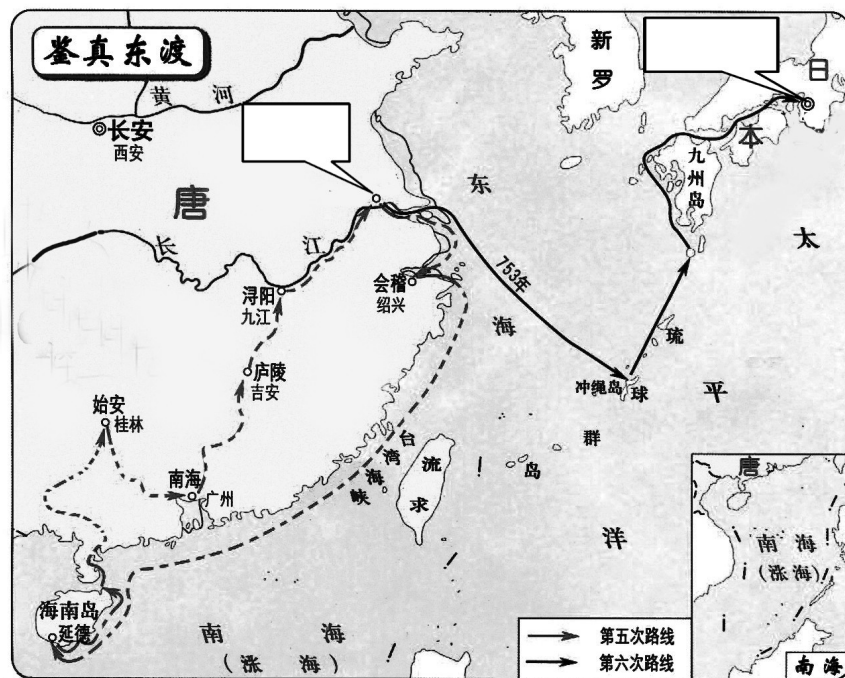 鉴真东渡
新罗
日本
黄河
长安
西安
九州岛
东海
唐
太平洋
长江
753年
会稽
绍兴
浔阳
九江
琉球群岛
庐陵
吉安
冲绳岛
始安
桂林
台湾海峡
流求
唐
南海
广州
南海
(涨海)
海南岛
延德
南海
(涨海)
第五次路线
第六次路线
南海